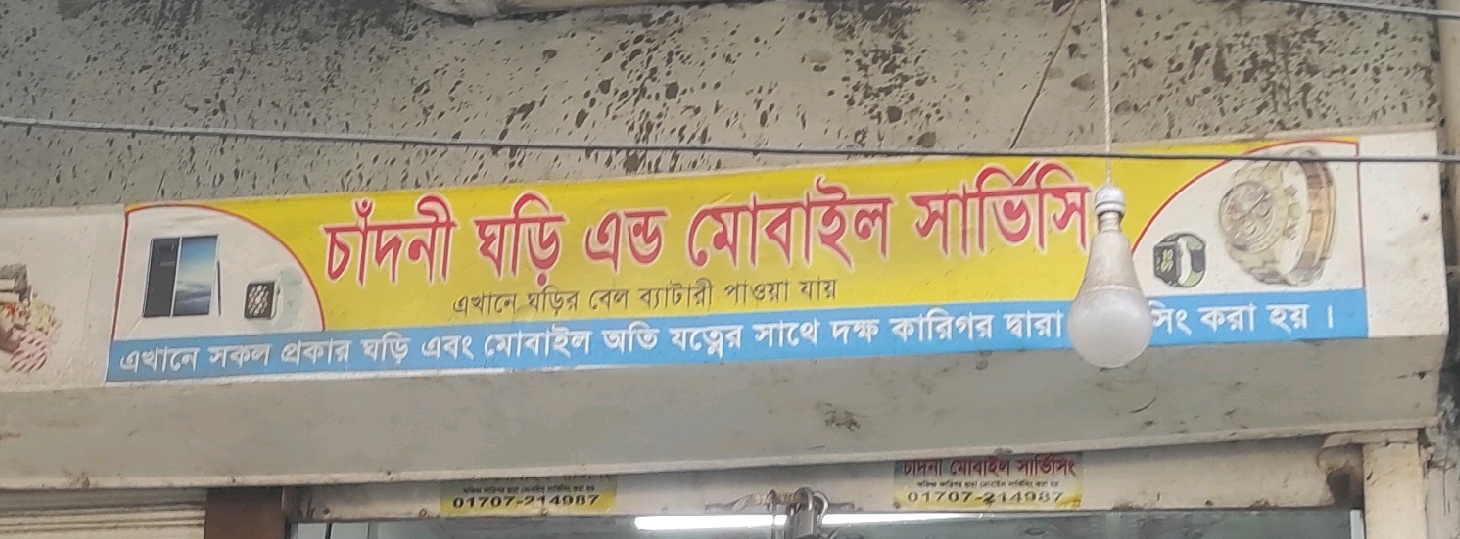 চাঁদনী ঘড়ি এন্ড মোবাইল সার্ভিসি
এখানে ঘড়ির বেল ব্যাটারী পাওয়া যায়
এখানে সকল প্রকার ঘড়ি এবং মোবাইল অতি যত্নের সাথে দক্ষ কারিগর দ্বারা সিং করা হয় ।
চাঁদনী মোবাইল সার্ভিসিং
01707-214987
01707-214987